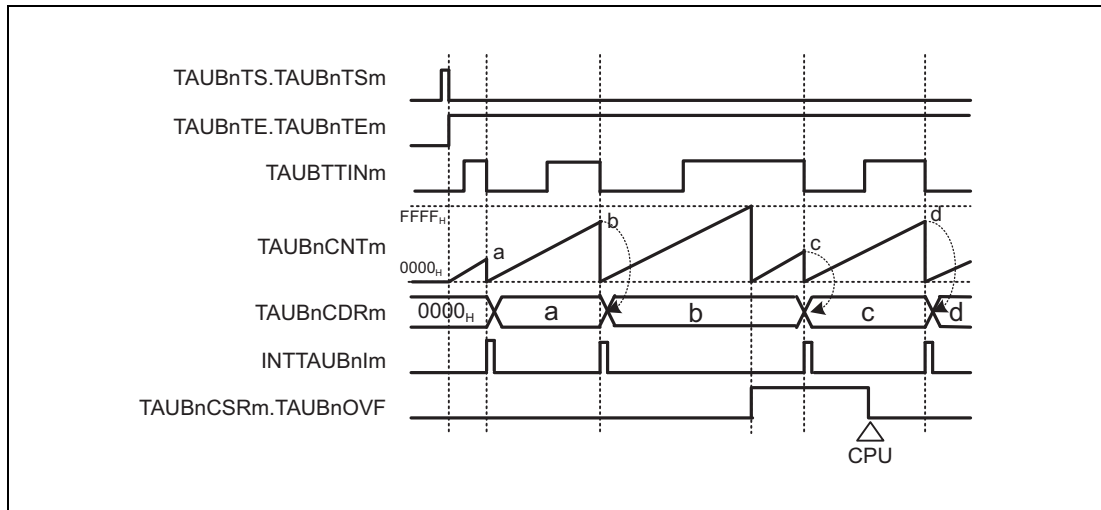 TAUBnTS.TAUBnTSm
TAUBnTE.TAUBnTEm
TAUBTTINm
FFFFH
TAUBnCNTm
0000H
a
b
c
d
TAUBnCDRm
0000H
a
b
c
d
INTTAUBnIm
TAUBnCSRm.TAUBnOVF
CPU